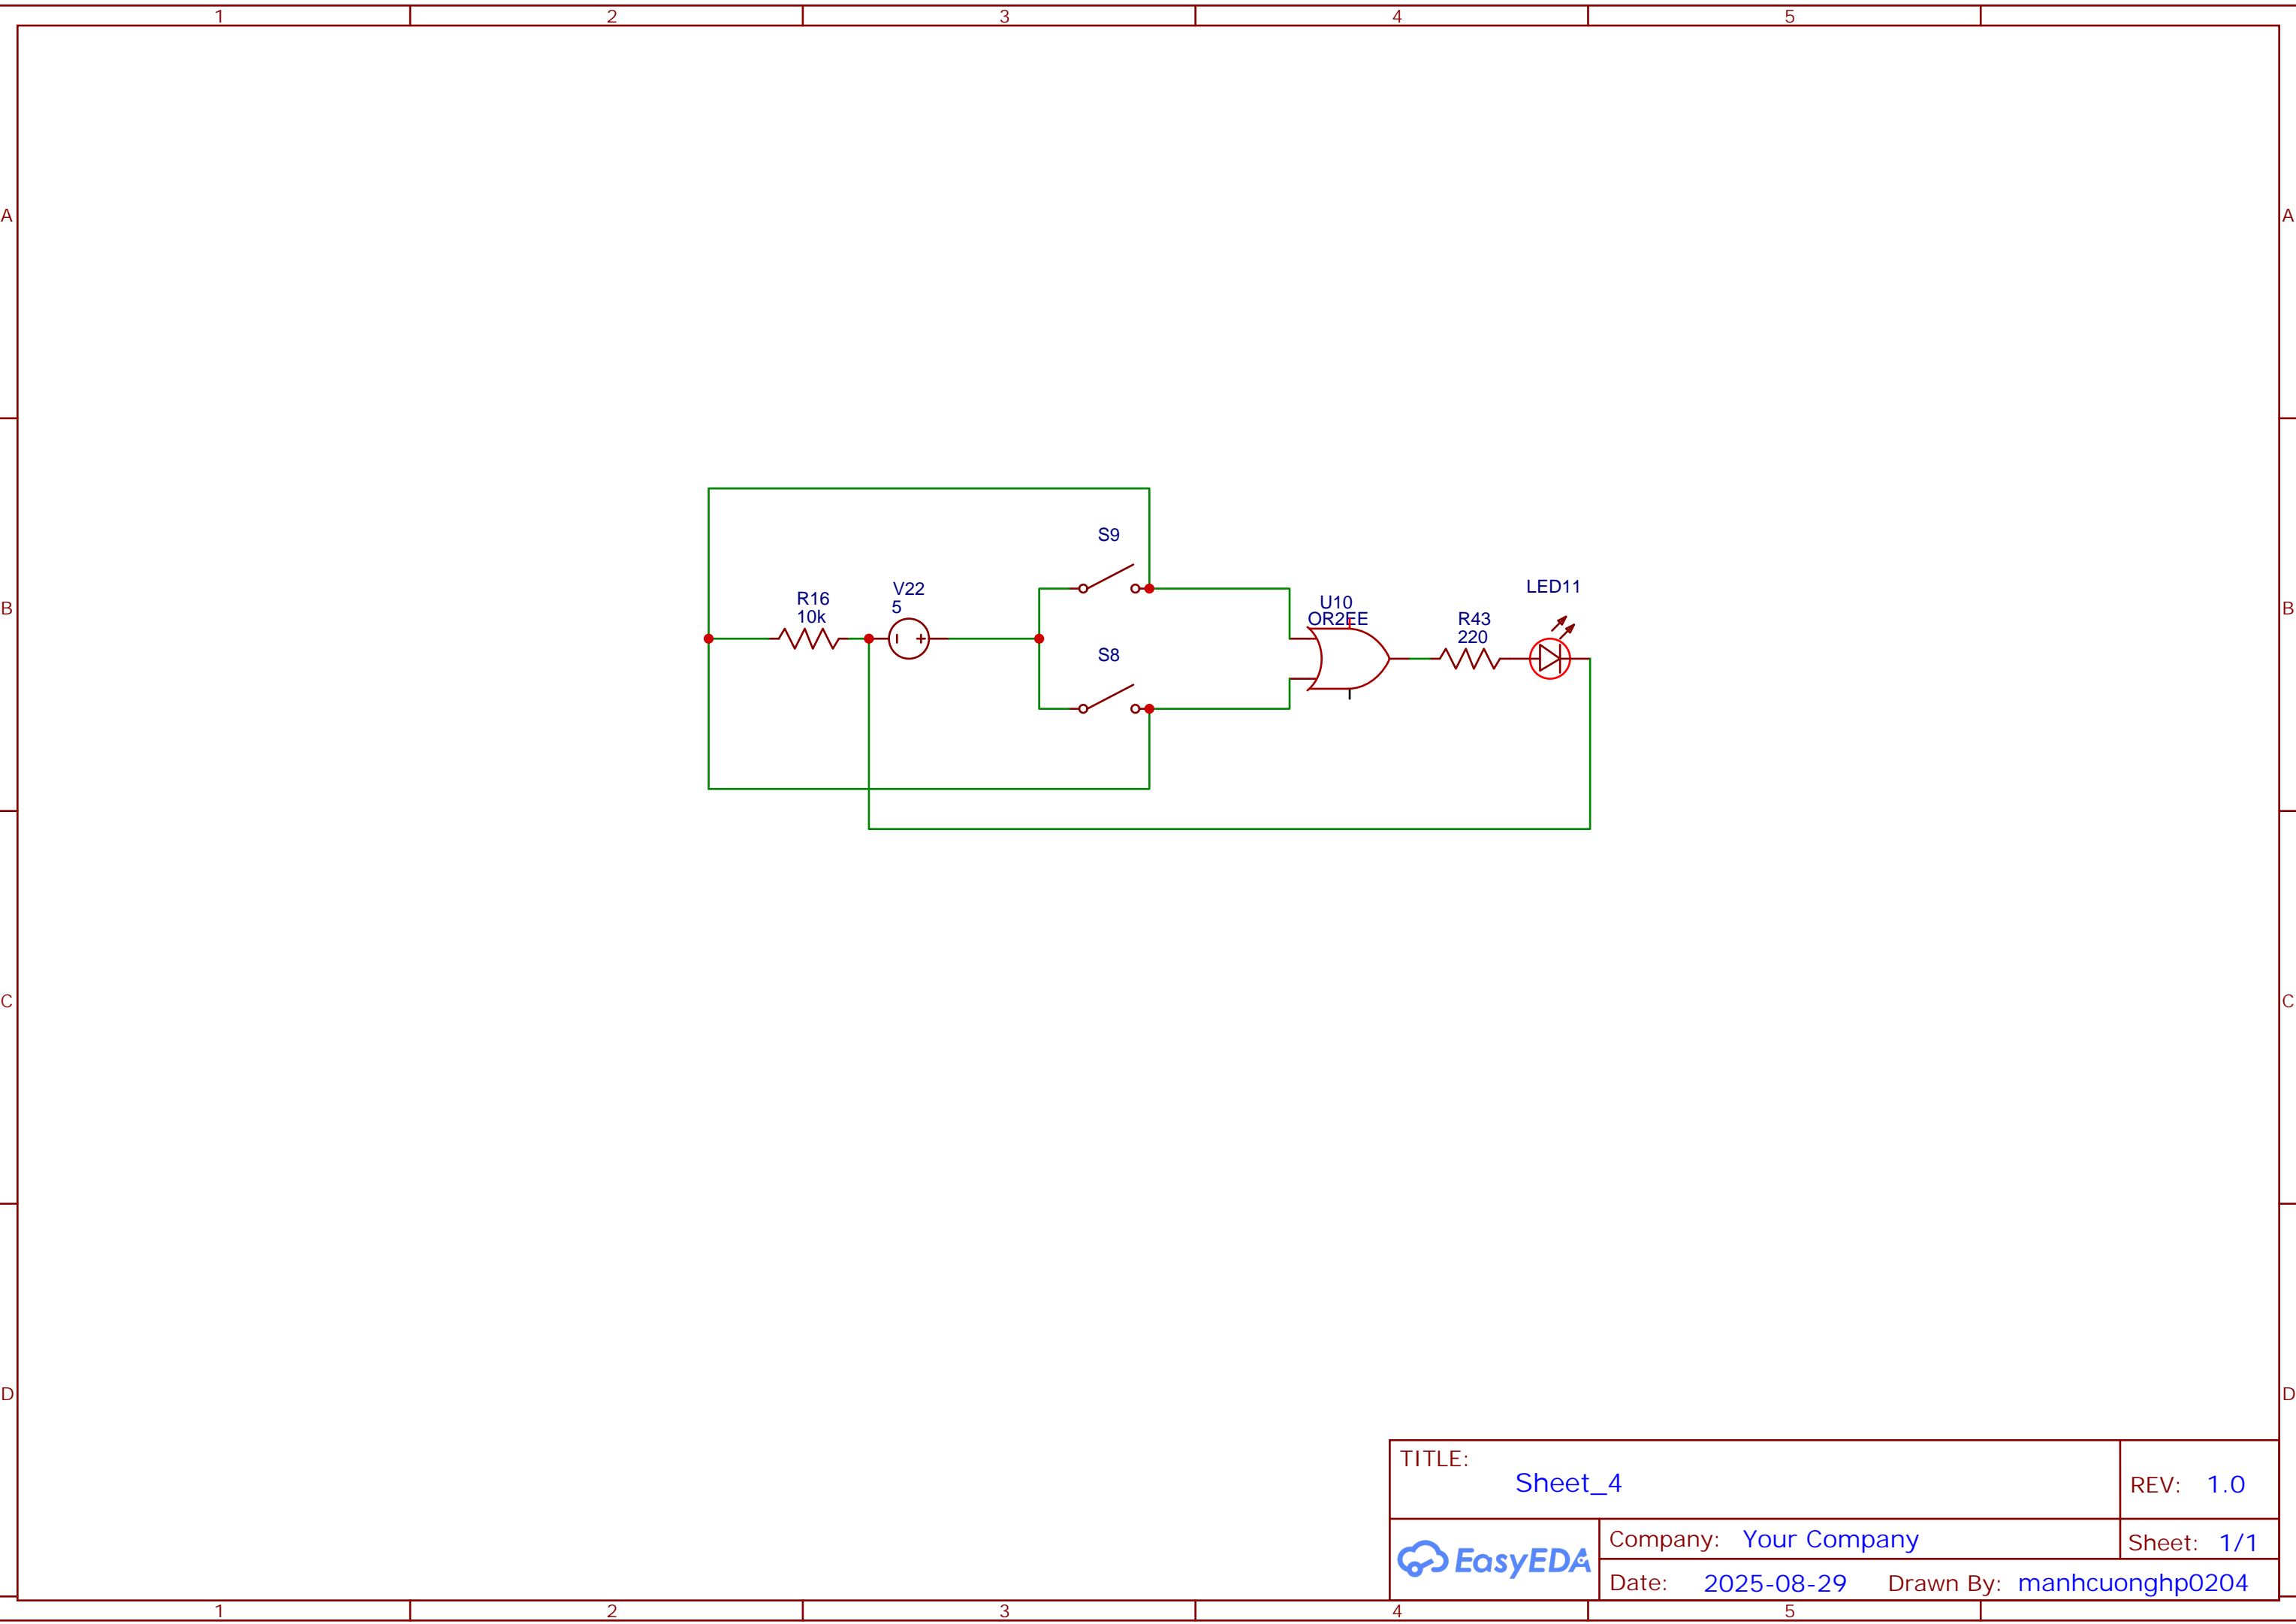 1 2 3 4 5
A A
S9
V22
5
R16
10k
LED11
U10
OR2EE
R43
220
B B
S8
C C
D D
TITLE:
Sheet_4
REV: 1.0
EasyEDA
Company: Your Company
Sheet: 1/1
Date: 2025-08-29 Drawn By: manhcuonghp0204
1 2 3 4 5